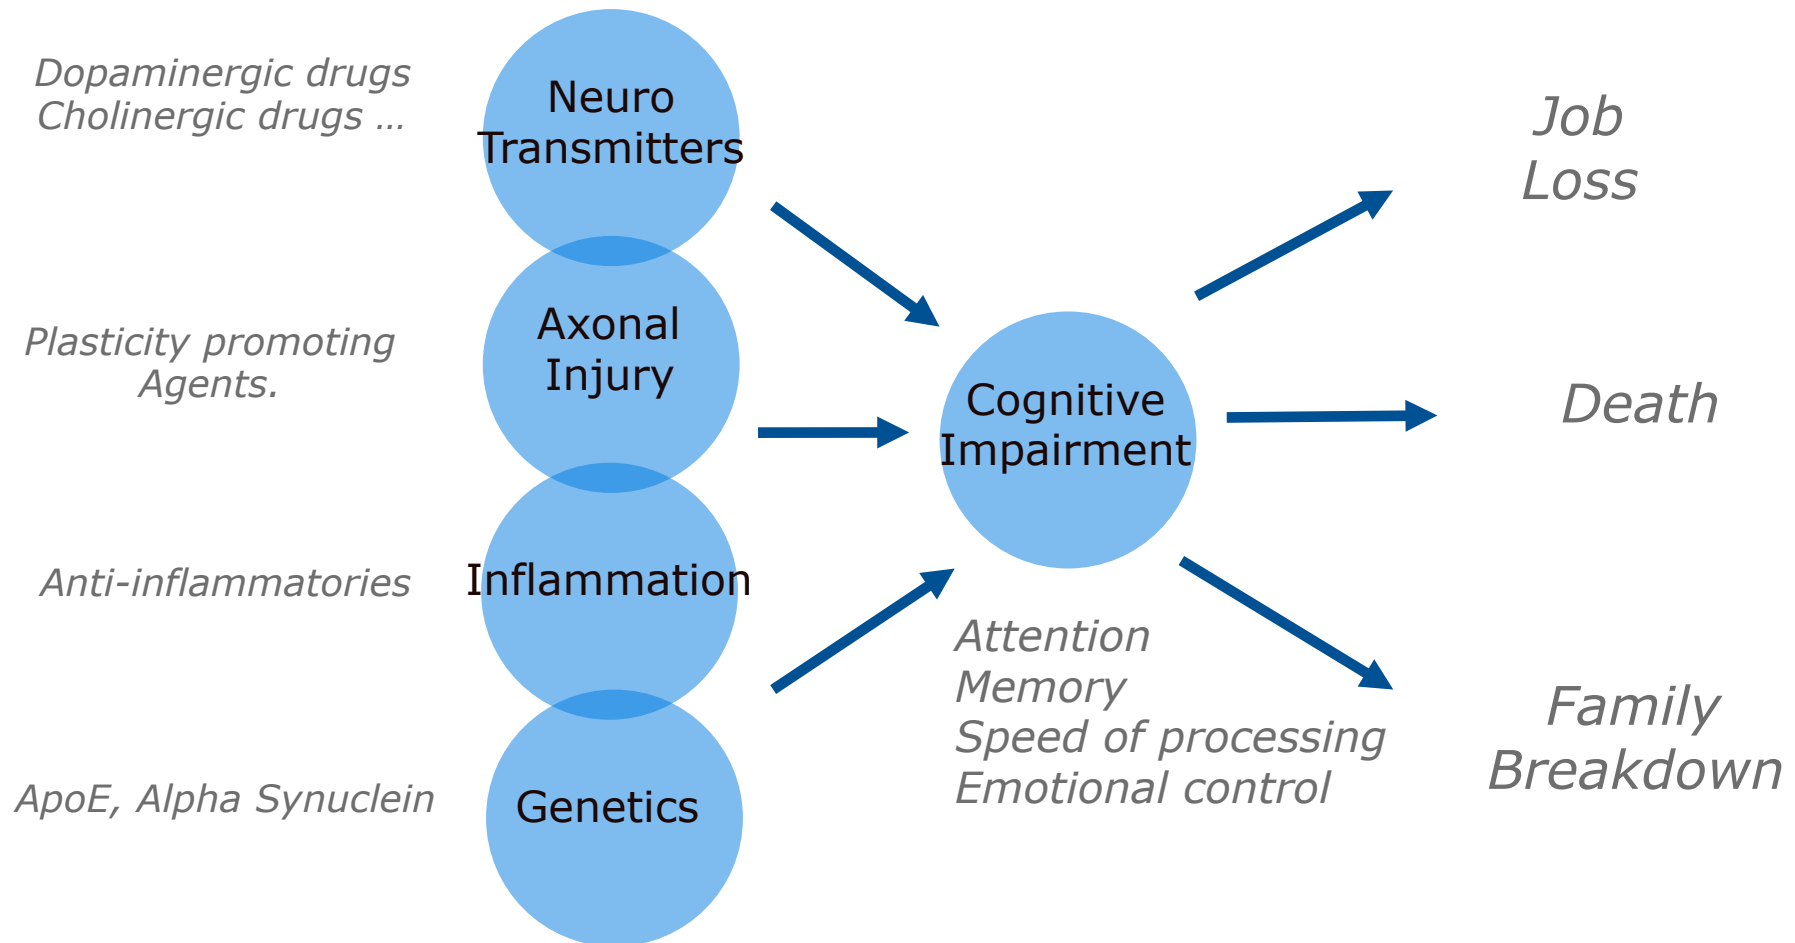 Dopaminergic drugs
Cholinergic drugs ...
Neuro
Transmitters
Plasticity promoting
Agents.
Axonal
Injury
Anti-inflammatories
Inflammation
ApoE, Alpha Synuclein
Genetics
Cognitive
Impairment
Attention
Memory
Speed of processing
Emotional control
Job
Loss
Death
Family
Breakdown